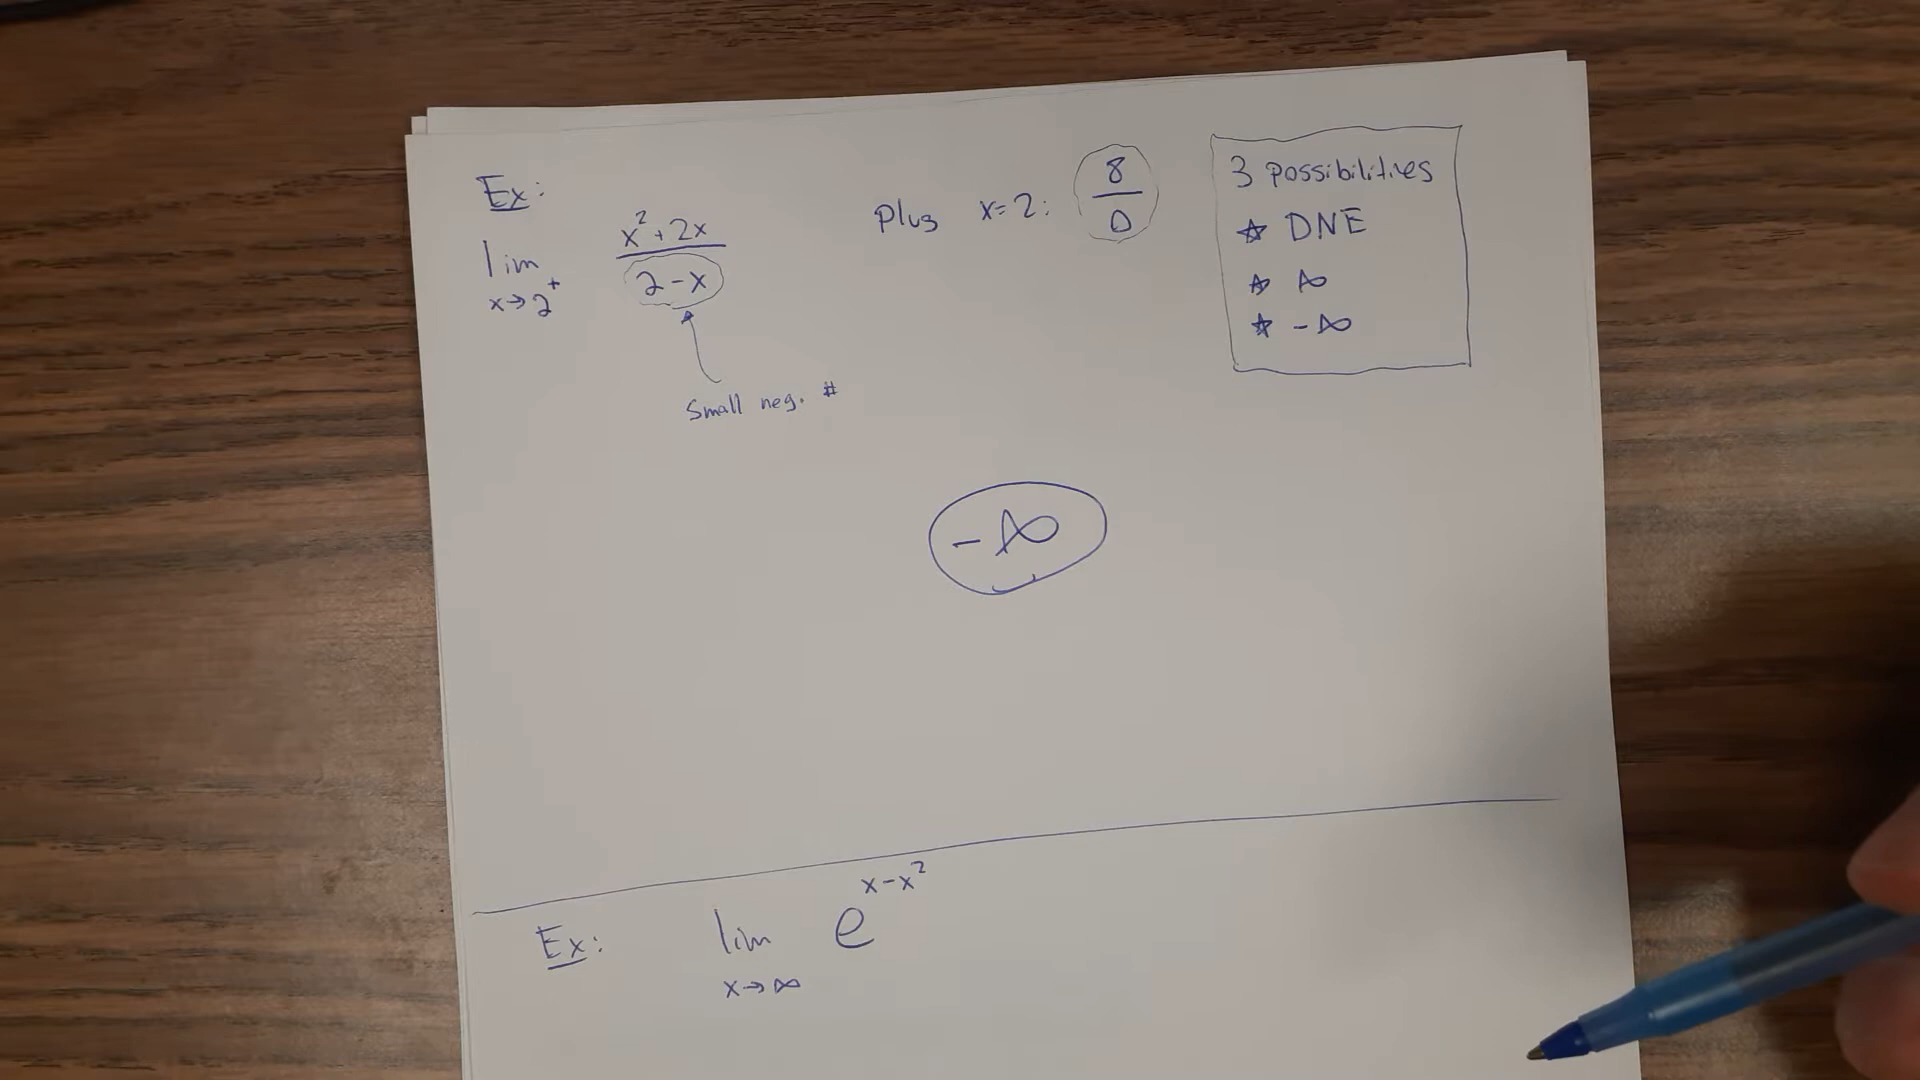 Ex:
lim x→2⁺ (x²+2x)/(2-x)
Small neg. #
Plug x=2: 8/0
3 possibilities
☆ DNE
☆ ∞
☆ -∞
-∞
Ex: lim x→∞ e^(x-x²)